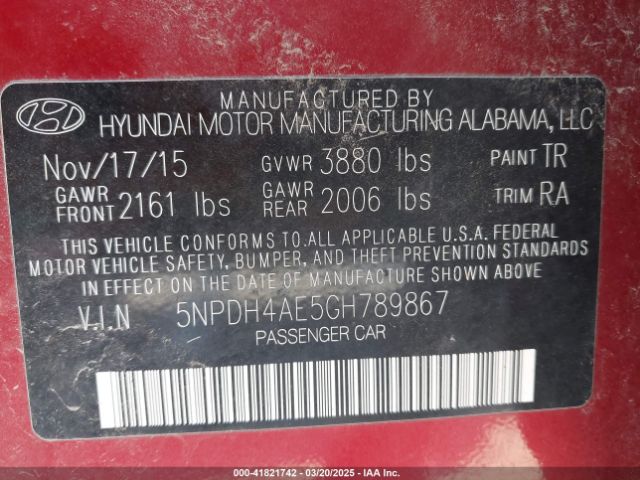 MANUFACTURED BY
HYUNDAI MOTOR MANUFACTURING ALABAMA, LLC
Nov/17/15 GVWR 3880 lbs PAINT TR
GAWR FRONT 2161 lbs GAWR REAR 2006 lbs TRIM RA
THIS VEHICLE CONFORMS TO ALL APPLICABLE U.S.A. FEDERAL
MOTOR VEHICLE SAFETY, BUMPER, AND THEFT PREVENTION STANDARDS
IN EFFECT ON THE DATE OF MANUFACTURE SHOWN ABOVE
V.I.N 5NPDH4AE5GH789867
PASSENGER CAR
000-41821742 — 03/20/2025 — IAA Inc.